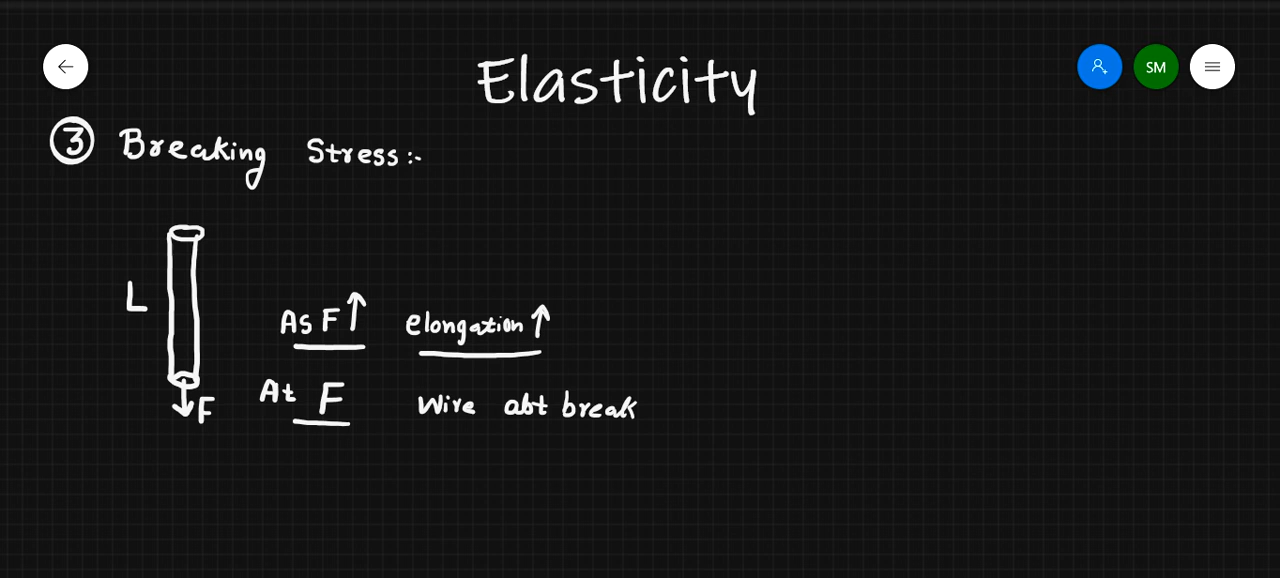 Elasticity
SM
3 Breaking Stress:-
L
As F↑ elongation↑
At F Wire abt break
F